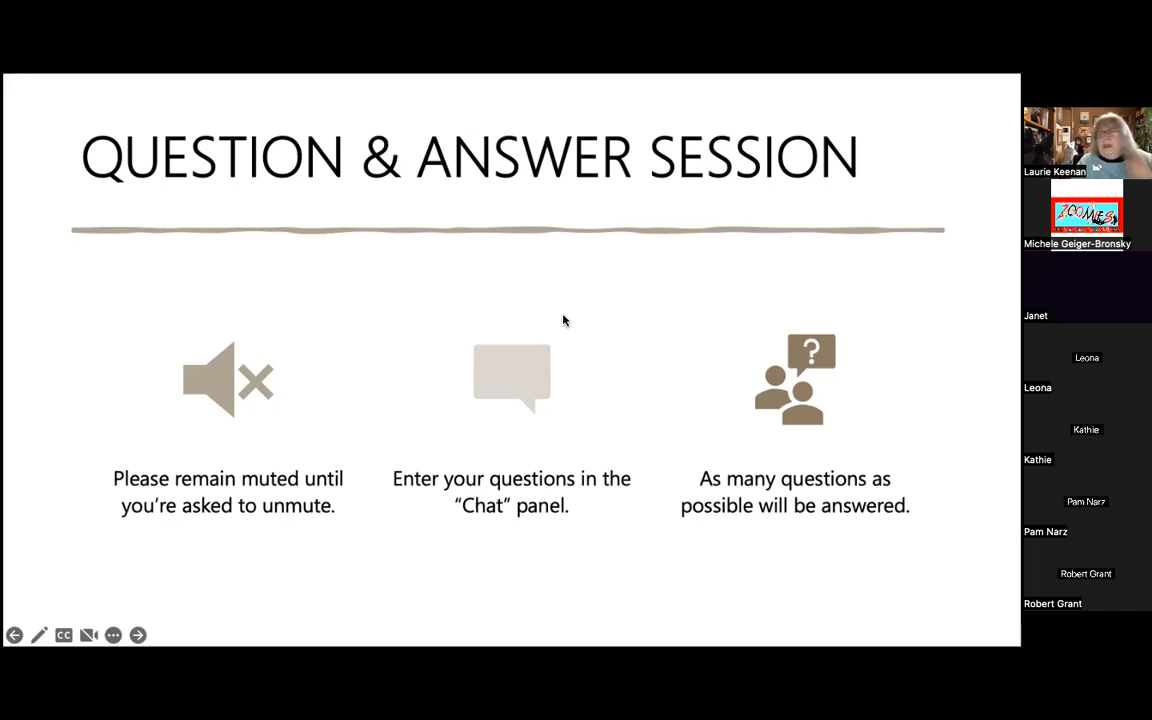 QUESTION & ANSWER SESSION
?
Please remain muted until
you're asked to unmute.
Enter your questions in the
“Chat” panel.
As many questions as
possible will be answered.
CC
Laurie Keenan
ZOOMIES
Michele Geiger-Bronsky
Janet
Leona
Leona
Kathie
Kathie
Pam Narz
Pam Narz
Robert Grant
Robert Grant